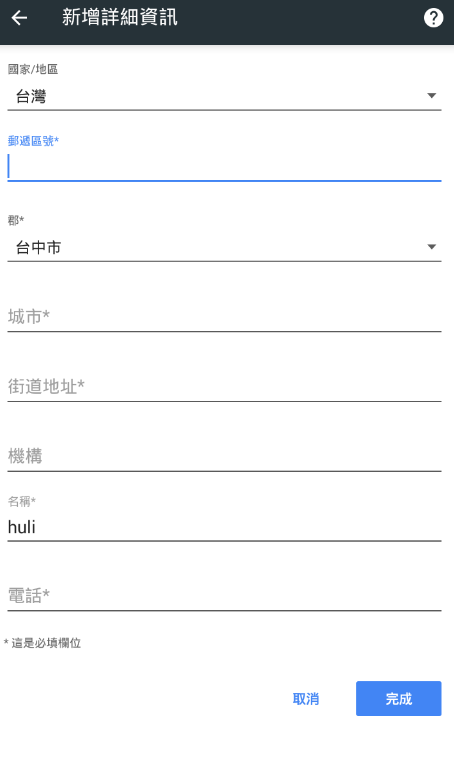 新增詳細資訊
國家/地區
台灣
郵遞區號*
郡*
台中市
城市*
街道地址*
機構
名稱*
huli
電話*
* 這是必填欄位
取消 完成